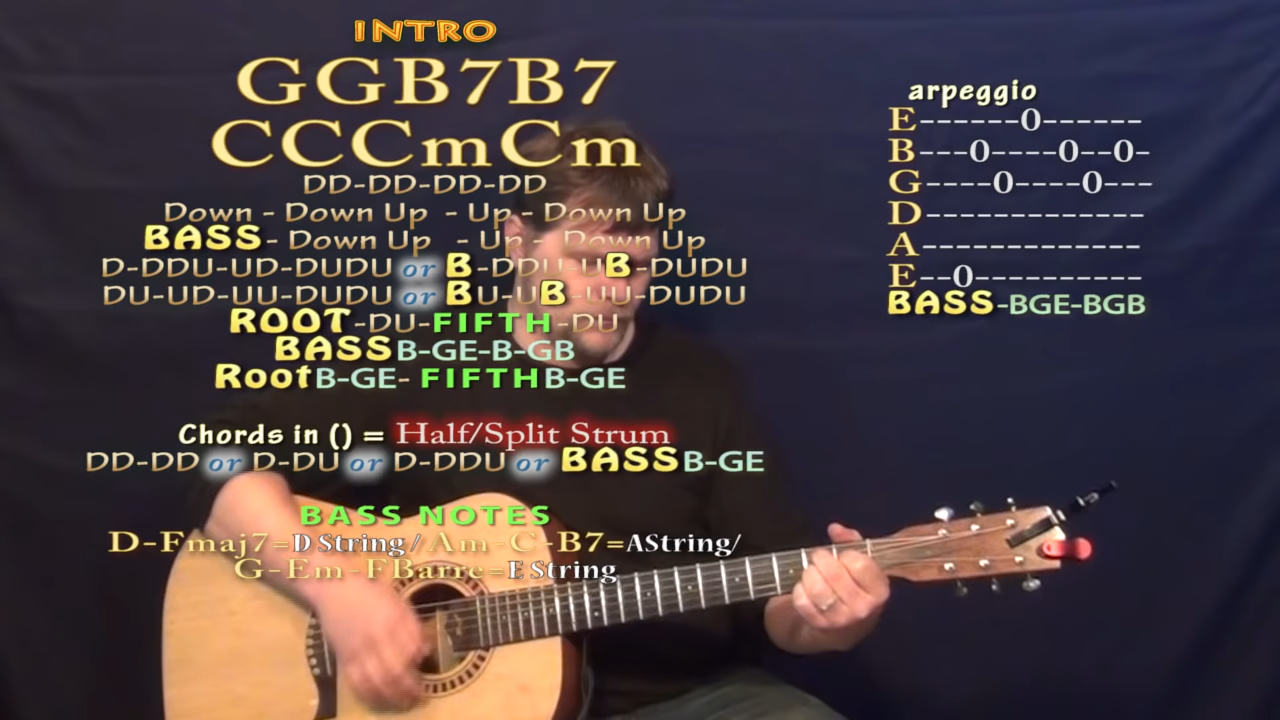 INTRO
GGB7B7
CCCmCm
DD-DD-DD-DD
Down - Down Up - Up - Down Up
BASS - Down Up - Up - Down Up
D-DDU-UD-DUDU or B-DDU-UB-DUDU
DU-UD-UU-DUDU or BU-UB-UU-DUDU
ROOT-DU-FIFTH-DU
BASSB-GE-B-GB
RootB-GE- FIFTHB-GE
Chords in () = Half/Split Strum
DD-DD or D-DU or D-DDU or BASSB-GE
BASS NOTES
D-Fmaj7=D String/Am-C-B7=AString/
G-Em-FBarre=E String
arpeggio
E------0------
B---0----0--0-
G----0----0---
D-------------
A-------------
E--0----------
BASS-BGE-BGB